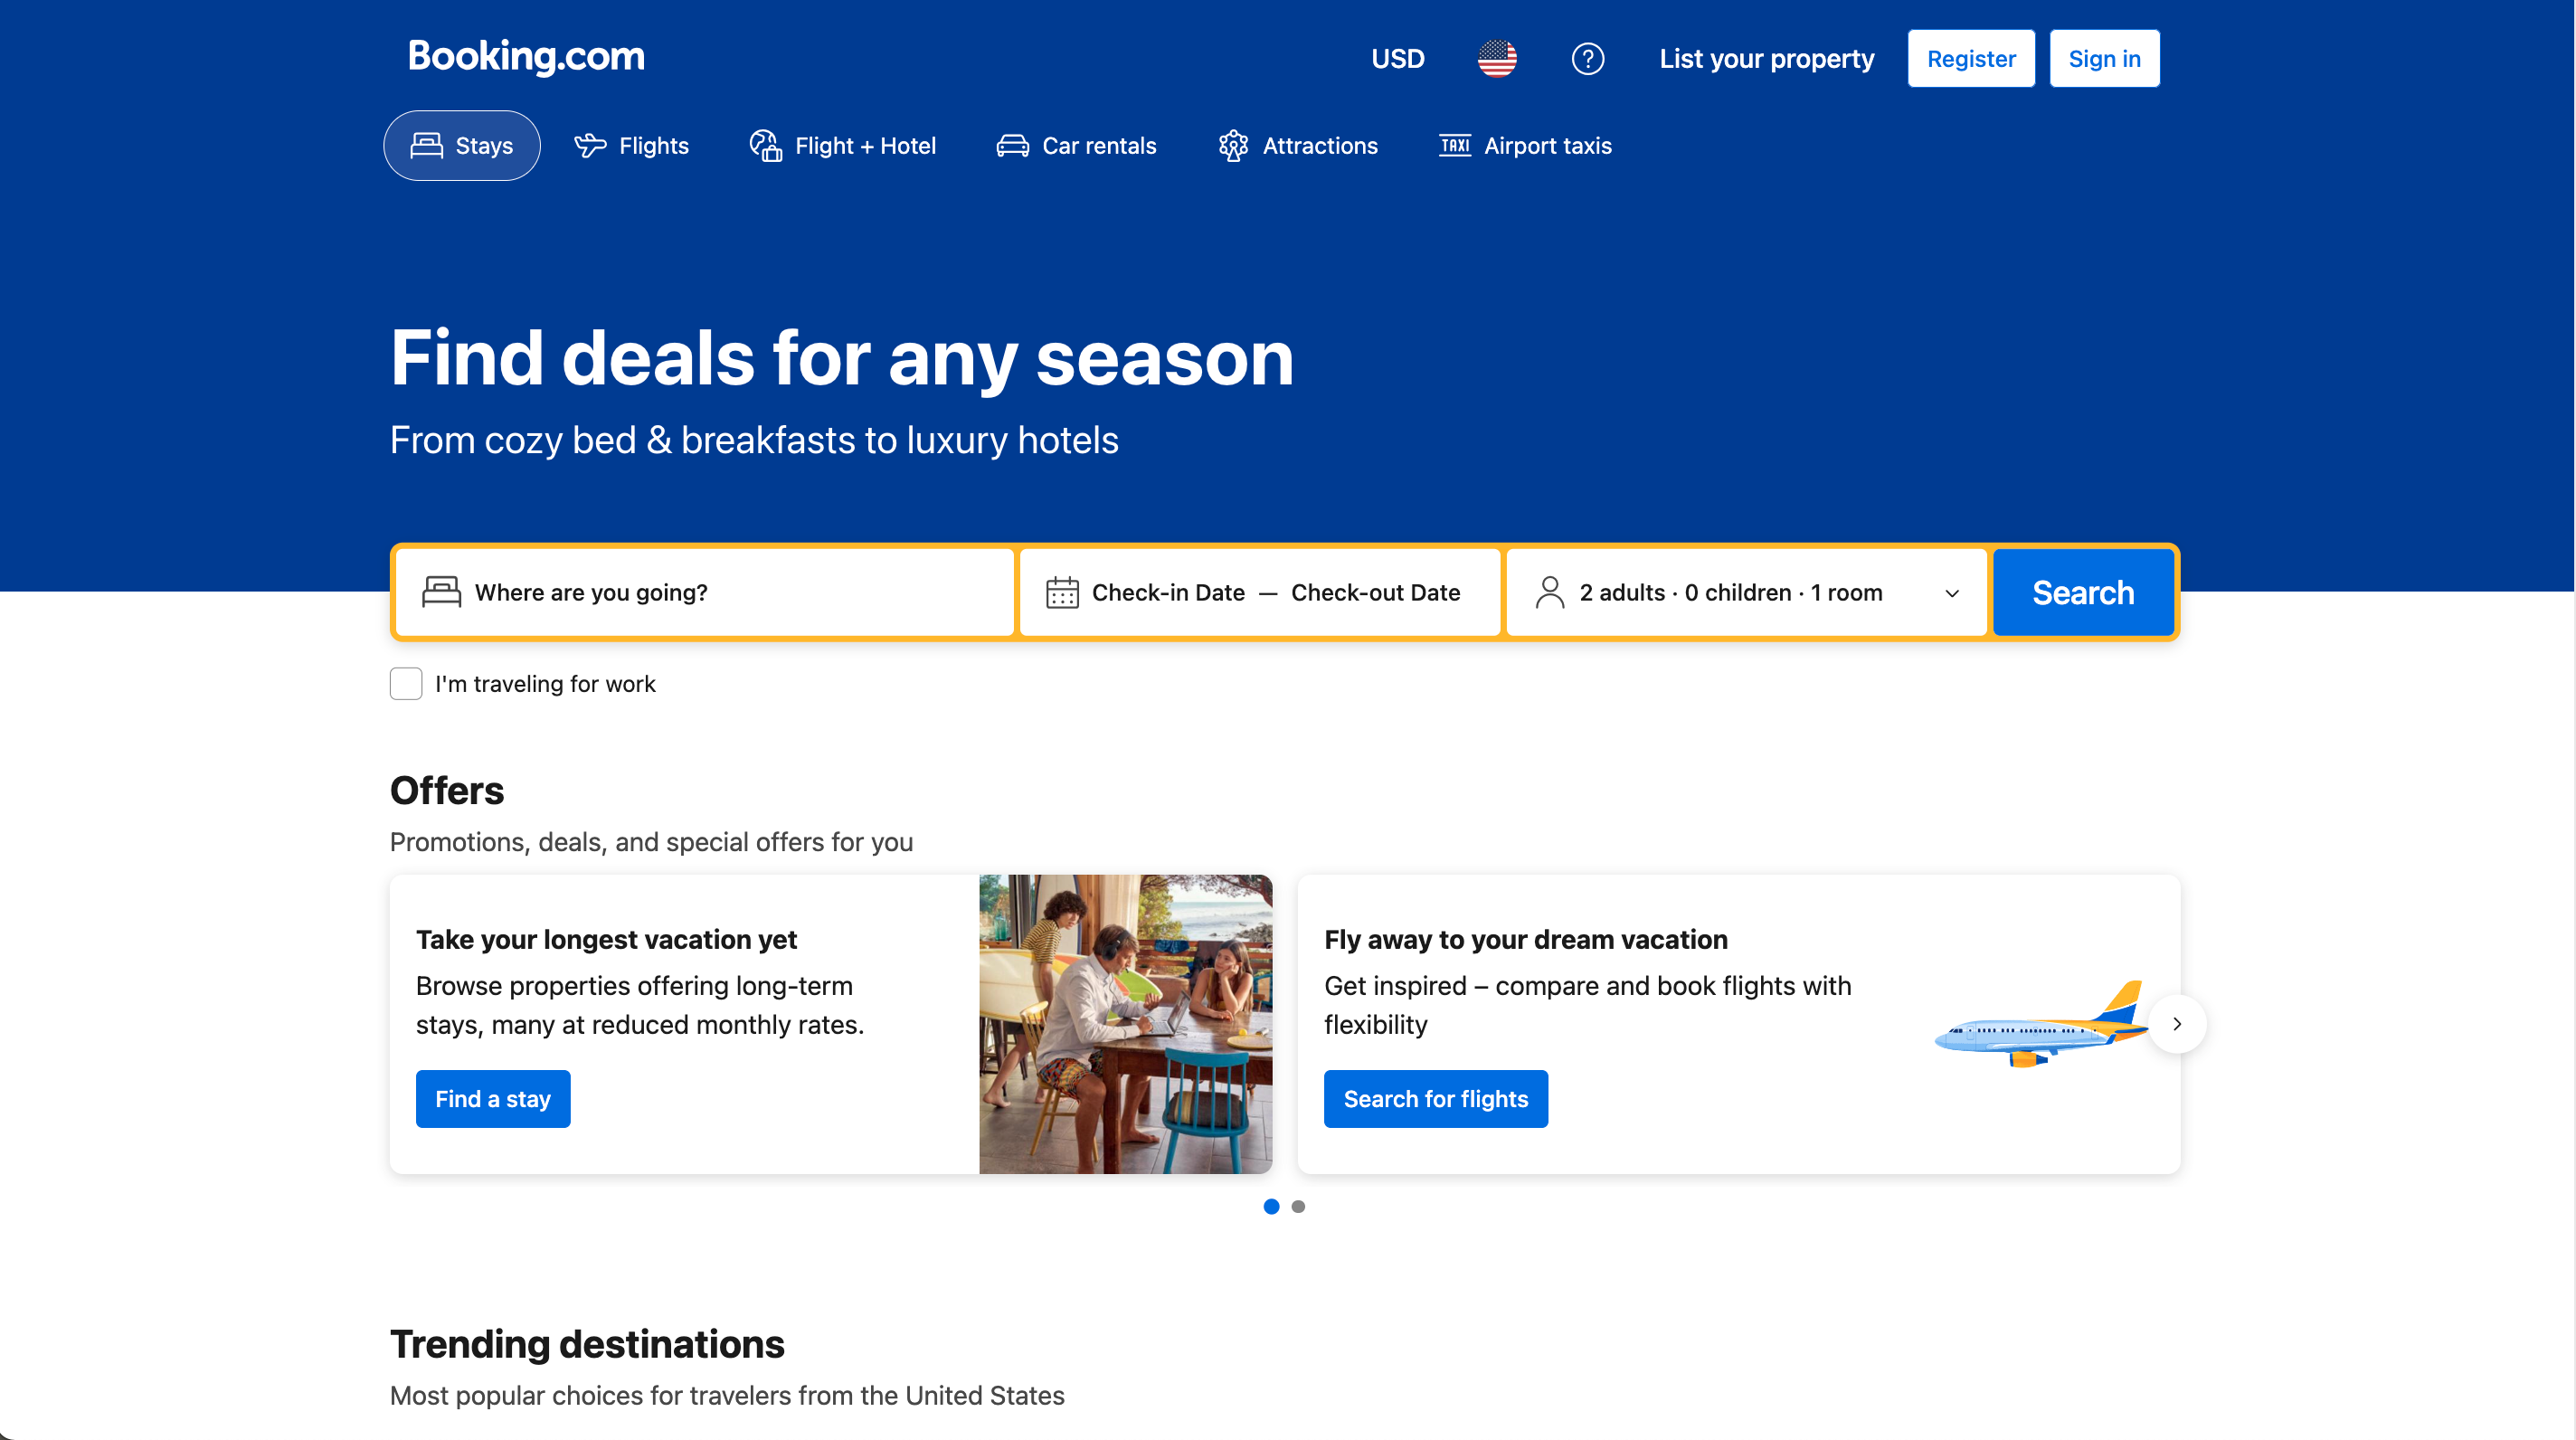 Booking.com
USD
List your property
Register
Sign in
Stays
Flights
Flight + Hotel
Car rentals
Attractions
TAXI
Airport taxis
Find deals for any season
From cozy bed & breakfasts to luxury hotels
Where are you going?
Check-in Date — Check-out Date
2 adults · 0 children · 1 room
Search
I'm traveling for work
Offers
Promotions, deals, and special offers for you
Take your longest vacation yet
Browse properties offering long-term
stays, many at reduced monthly rates.
Find a stay
Fly away to your dream vacation
Get inspired – compare and book flights with
flexibility
Search for flights
Trending destinations
Most popular choices for travelers from the United States